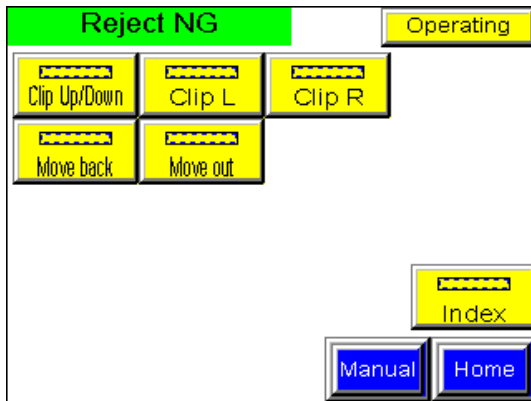 Reject NG
Operating
Clip Up/Down
Clip L
Clip R
Move back
Move out
Index
Manual
Home